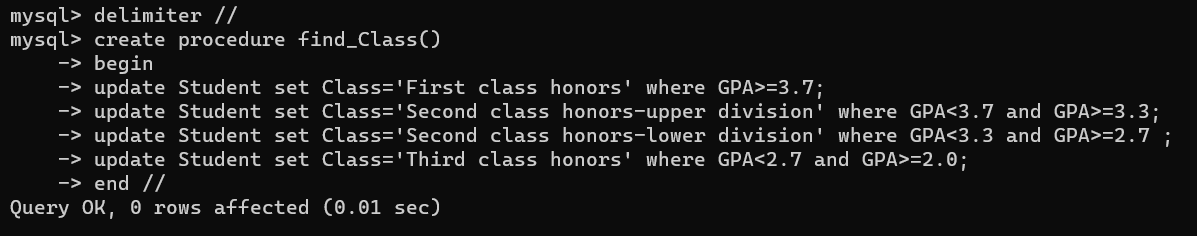 mysql> delimiter //
mysql> create procedure find_Class()
    -> begin
    -> update Student set Class='First class honors' where GPA>=3.7;
    -> update Student set Class='Second class honors-upper division' where GPA<3.7 and GPA>=3.3;
    -> update Student set Class='Second class honors-lower division' where GPA<3.3 and GPA>=2.7 ;
    -> update Student set Class='Third class honors' where GPA<2.7 and GPA>=2.0;
    -> end //
Query OK, 0 rows affected (0.01 sec)